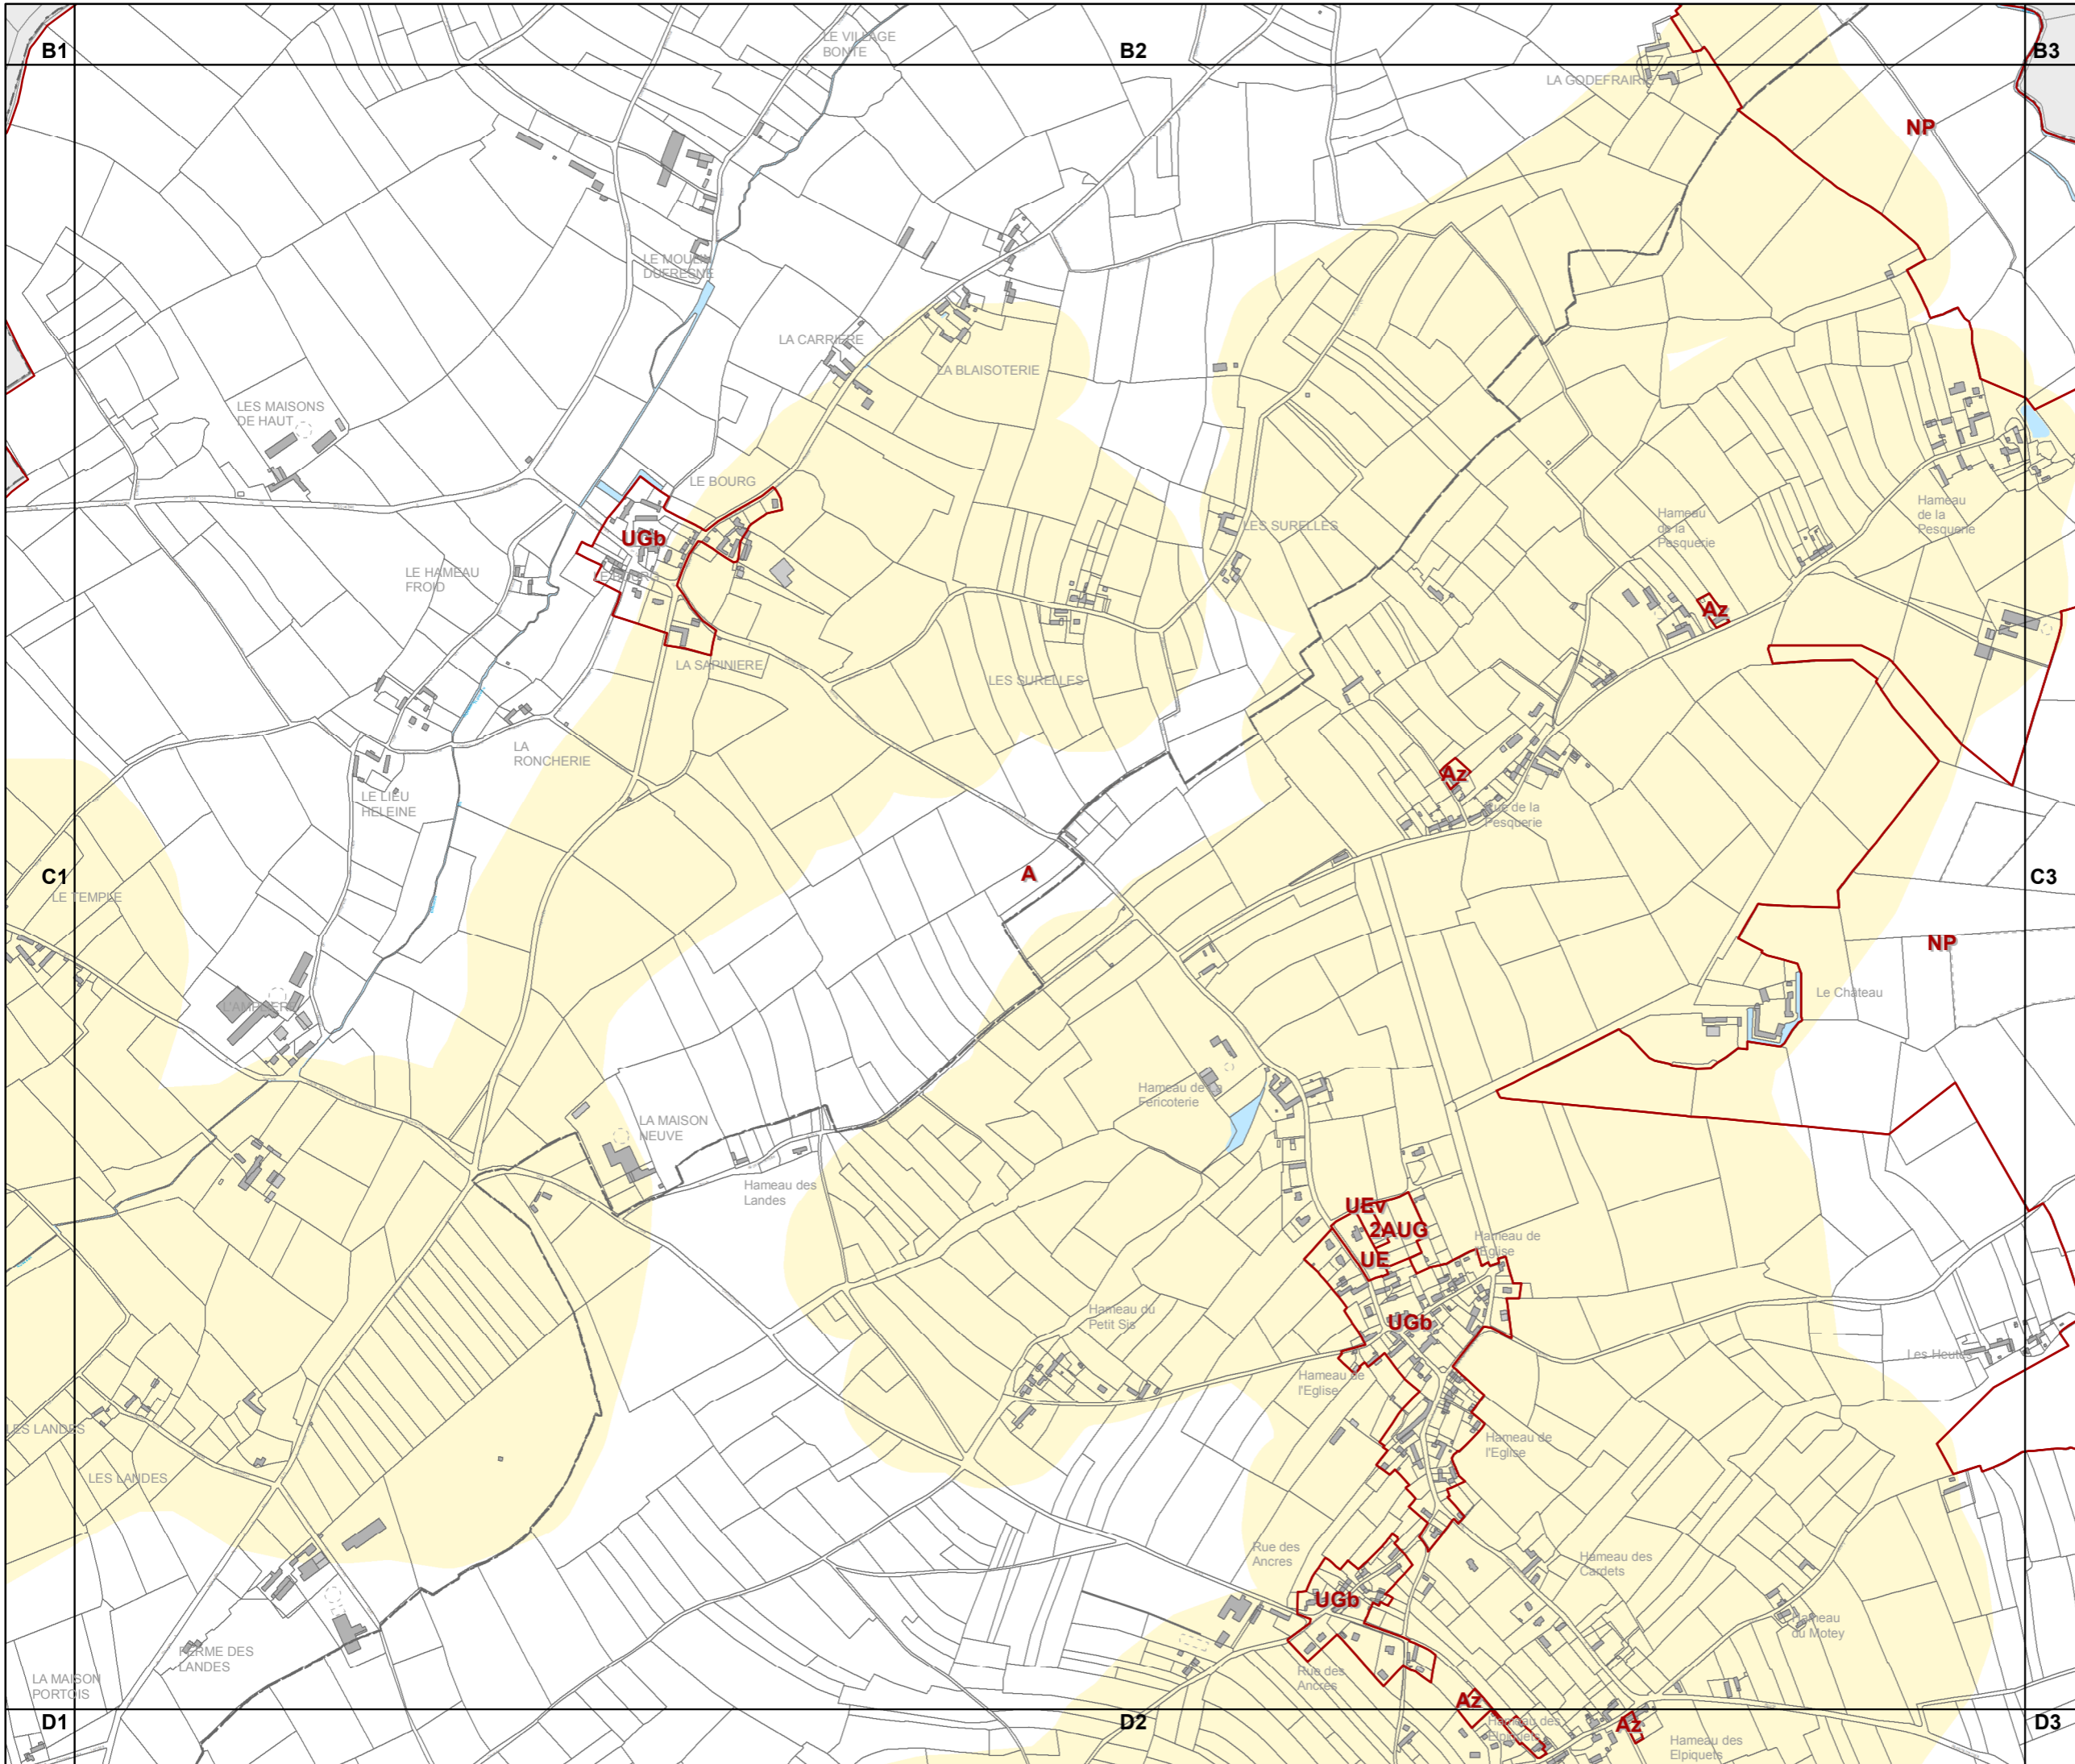 LE VILLAGE
BONTE
B1
B2
B3
LA GODEFRAIRIE
NP
LE MOULIN
DUFRESNE
LA CARRIERE
LA BLAISOTERIE
LES MAISONS
DE HAUT
LE BOURG
Hameau
de la
Pesquerie
Hameau
de la
Pesquerie
LES SURELLES
UGb
LE HAMEAU
FROID
LE BOURG
Az
LA SAPINIERE
LES SURELLES
LA
RONCHERIE
Az
LE LIEU
HELEINE
Rue de la
Pesquerie
C1
A
C3
LE TEMPLE
NP
Le Château
Hameau de la
Fericoterie
LA MAISON
NEUVE
Hameau des
Landes
UEv
2AUG
Hameau de
l'Eglise
UE
Hameau du
Petit Sis
UGb
Les Heutes
Hameau de
l'Eglise
LES LANDES
Hameau de
l'Eglise
LES LANDES
Rue des
Ancres
Hameau des
Cardets
UGb
Hameau
du Motey
FERME DES
LANDES
Rue des
Ancres
LA MAISON
PORTOIS
Az
D1
D2
Hameau des
Elpiquets
Az
D3
Hameau des
Elpiquets